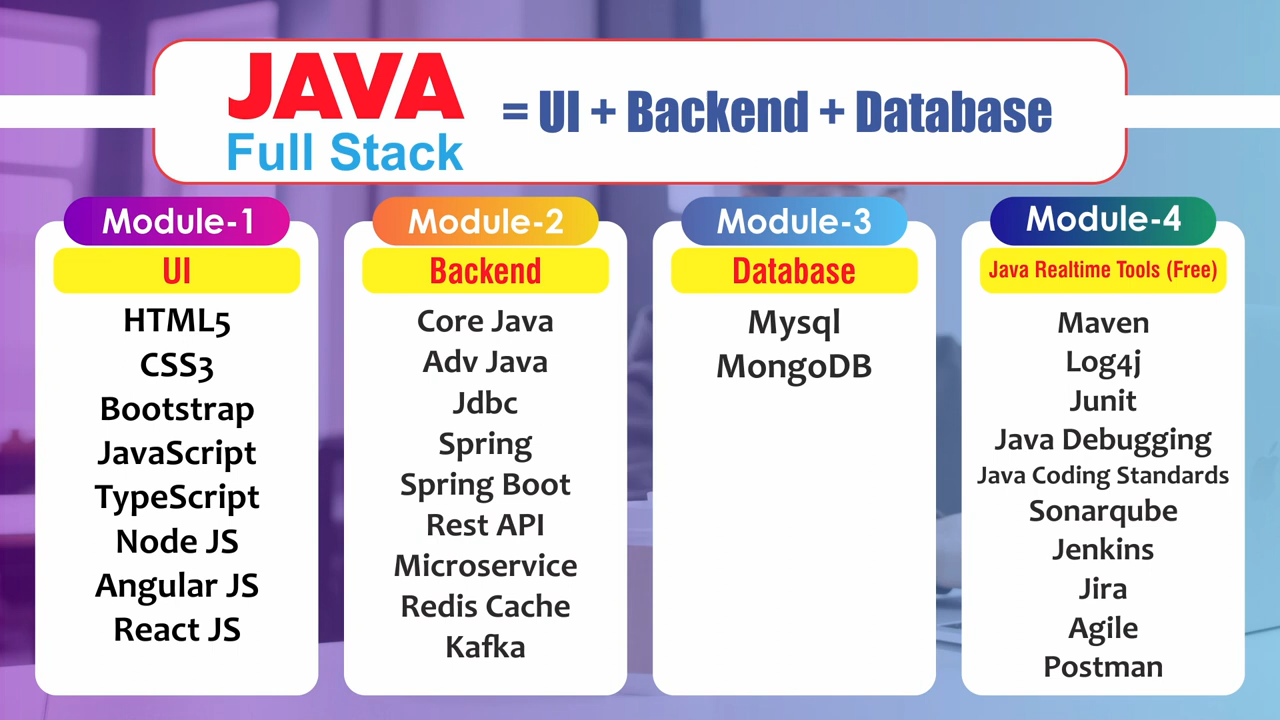 JAVA
Full Stack
= UI + Backend + Database
Module-1
UI
HTML5
CSS3
Bootstrap
JavaScript
TypeScript
Node JS
Angular JS
React JS
Module-2
Backend
Core Java
Adv Java
Jdbc
Spring
Spring Boot
Rest API
Microservice
Redis Cache
Kafka
Module-3
Database
Mysql
MongoDB
Module-4
Java Realtime Tools (Free)
Maven
Log4j
Junit
Java Debugging
Java Coding Standards
Sonarqube
Jenkins
Jira
Agile
Postman